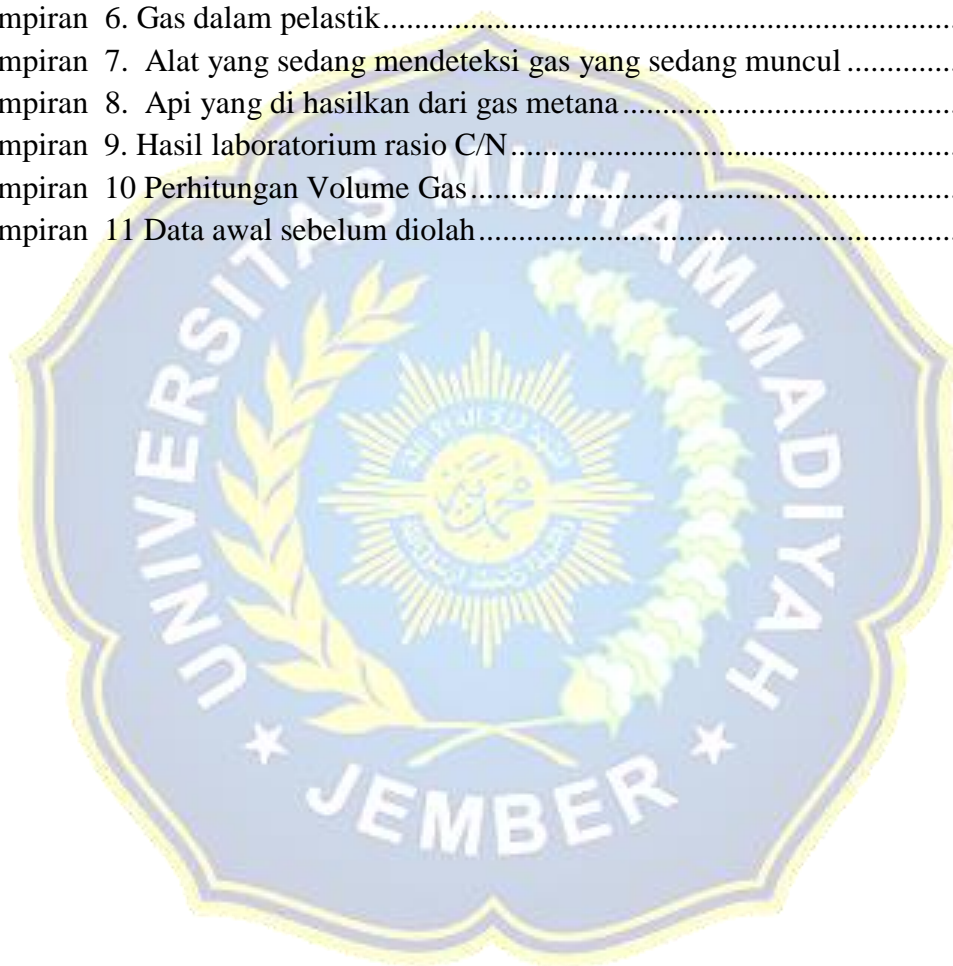 mpiran 6. Gas dalam pelastik.......................................................................
mpiran 7. Alat yang sedang mendeteksi gas yang sedang muncul..............
mpiran 8. Api yang di hasilkan dari gas metana..........................................
mpiran 9. Hasil laboratorium rasio C/N........................................................
mpiran 10 Perhitungan Volume Gas..............................................................
mpiran 11 Data awal sebelum diolah.............................................................
UNIVERSITAS MUHAMMADIYAH
JEMBER